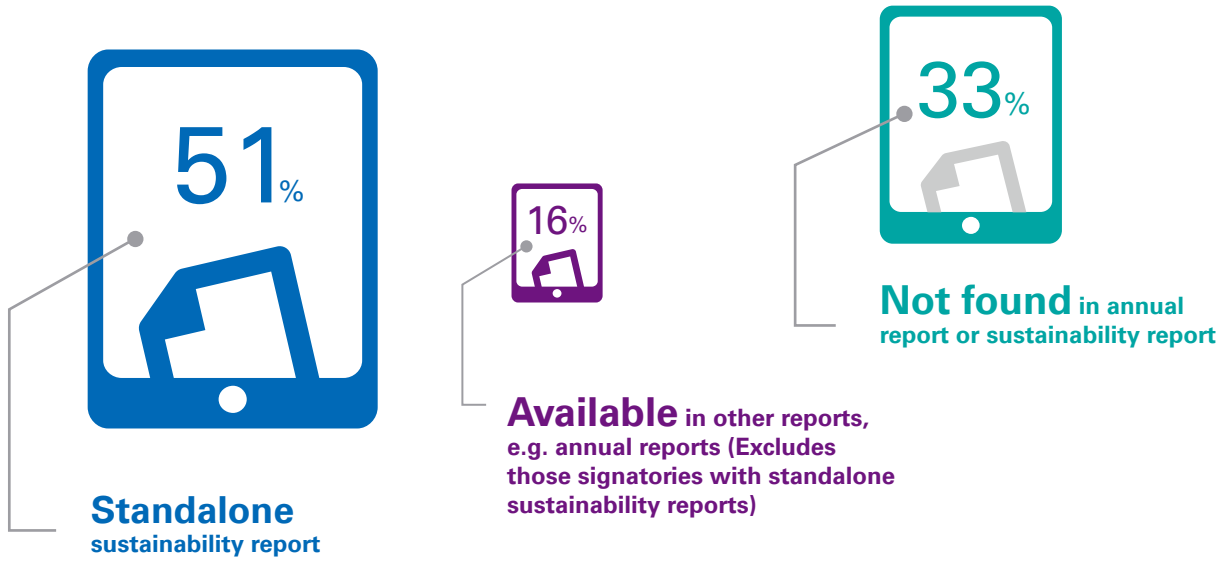 51%
Standalone
sustainability report
16%
Available in other reports,
e.g. annual reports (Excludes
those signatories with standalone
sustainability reports)
33%
Not found in annual
report or sustainability report